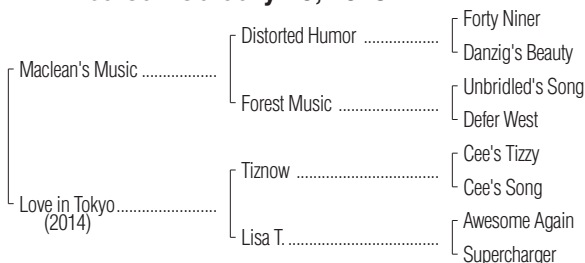 Forty Niner
Distorted Humor ..................
Danzig's Beauty
Maclean's Music .................
Unbridled's Song
Forest Music ........................
Defer West
Cee's Tizzy
Tiznow ..................................
Cee's Song
Love in Tokyo.......................
(2014)
Awesome Again
Lisa T. ...................................
Supercharger